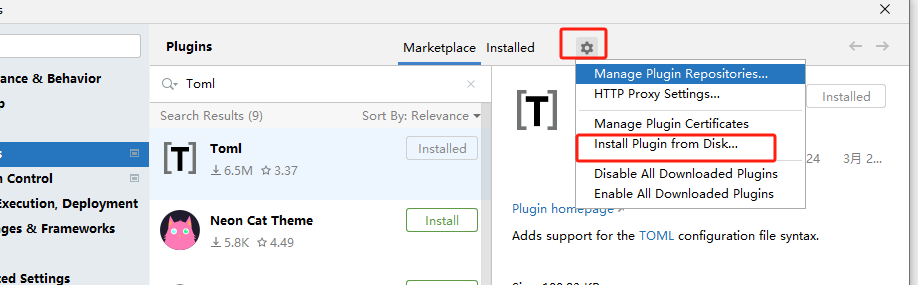 s
Plugins
Marketplace
Installed
Manage Plugin Repositories...
HTTP Proxy Settings...
Manage Plugin Certificates
Install Plugin from Disk...
Disable All Downloaded Plugins
Enable All Downloaded Plugins
ance & Behavior
p
s
n Control
Execution, Deployment
ges & Frameworks
ced Settings
Toml
Search Results (9)
Sort By: Relevance
[T]
Toml
6.5M
3.37
Installed
Neon Cat Theme
5.8K
4.49
Install
[T]
Installed
24
3月 2...
Plugin homepage
Adds support for the TOML configuration file syntax.